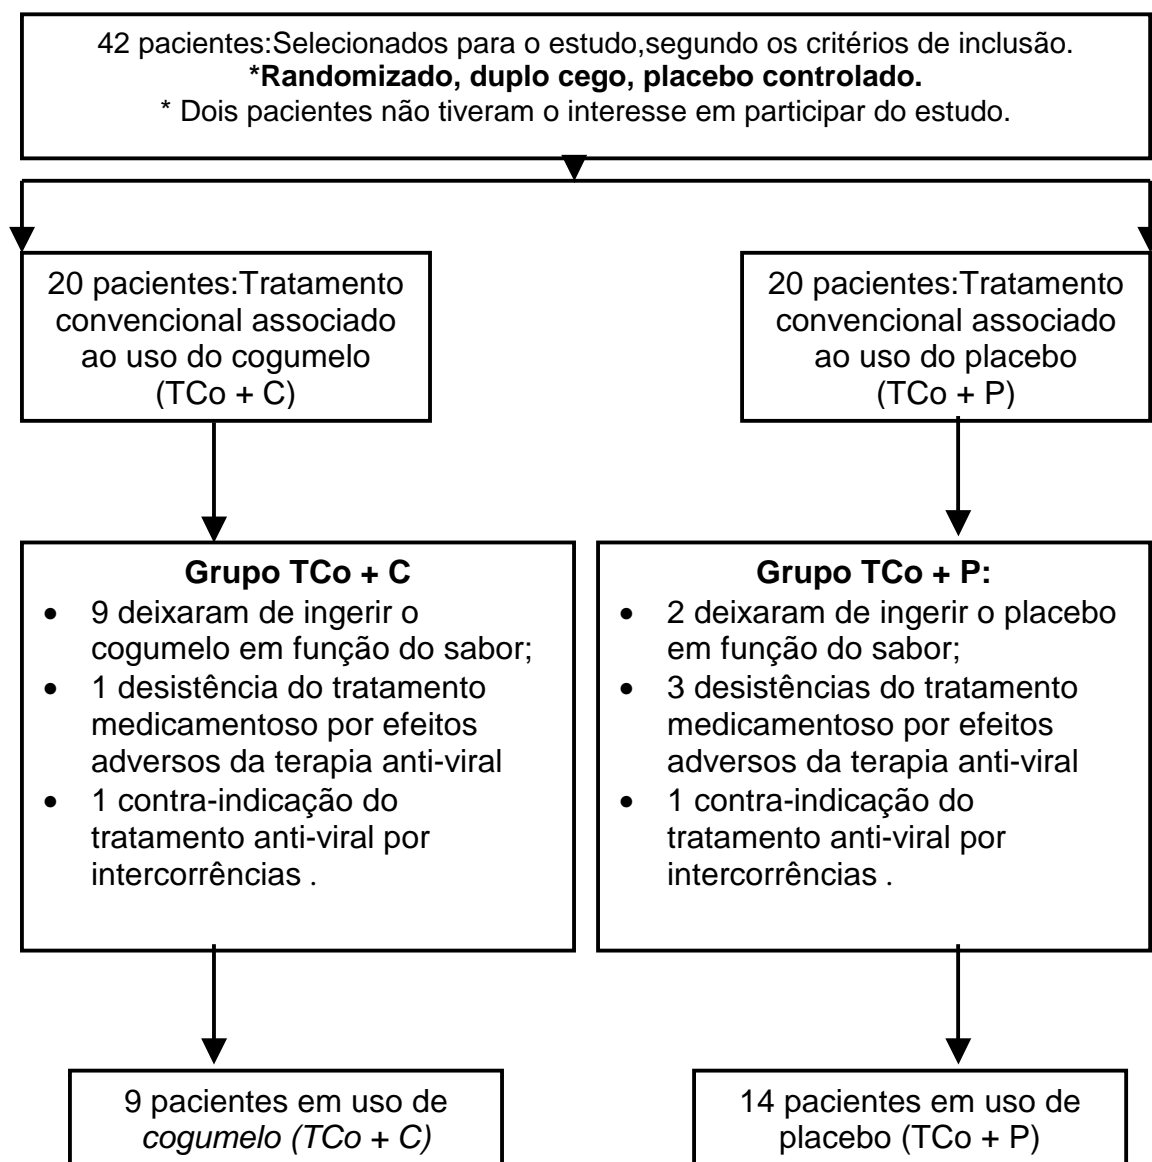 42 pacientes:Selecionados para o estudo,segundo os critérios de inclusão.
*Randomizado, duplo cego, placebo controlado.
* Dois pacientes não tiveram o interesse em participar do estudo.
20 pacientes:Tratamento
convencional associado
ao uso do cogumelo
(TCo + C)
20 pacientes:Tratamento
convencional associado
ao uso do placebo
(TCo + P)
Grupo TCo + C
• 9 deixaram de ingerir o
cogumelo em função do sabor;
• 1 desistência do tratamento
medicamentoso por efeitos
adversos da terapia anti-viral
• 1 contra-indicação do
tratamento anti-viral por
intercorrências .
Grupo TCo + P:
• 2 deixaram de ingerir o placebo
em função do sabor;
• 3 desistências do tratamento
medicamentoso por efeitos
adversos da terapia anti-viral
• 1 contra-indicação do
tratamento anti-viral por
intercorrências .
9 pacientes em uso de
cogumelo (TCo + C)
14 pacientes em uso de
placebo (TCo + P)